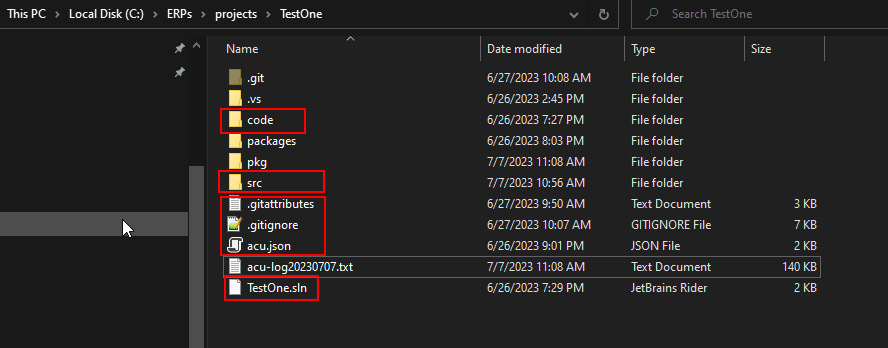 This PC > Local Disk (C:) > ERPs > projects > TestOne
Search TestOne
Name Date modified Type Size
.git 6/27/2023 10:08 AM File folder
.vs 6/26/2023 2:45 PM File folder
code 6/26/2023 7:27 PM File folder
packages 6/26/2023 8:03 PM File folder
pkg 7/7/2023 11:08 AM File folder
src 7/7/2023 10:56 AM File folder
.gitattributes 6/27/2023 9:50 AM Text Document 3 KB
.gitignore 6/27/2023 10:07 AM GITIGNORE File 7 KB
acu.json 6/26/2023 9:01 PM JSON File 2 KB
acu-log20230707.txt 7/7/2023 11:08 AM Text Document 140 KB
TestOne.sln 6/26/2023 7:29 PM JetBrains Rider 2 KB